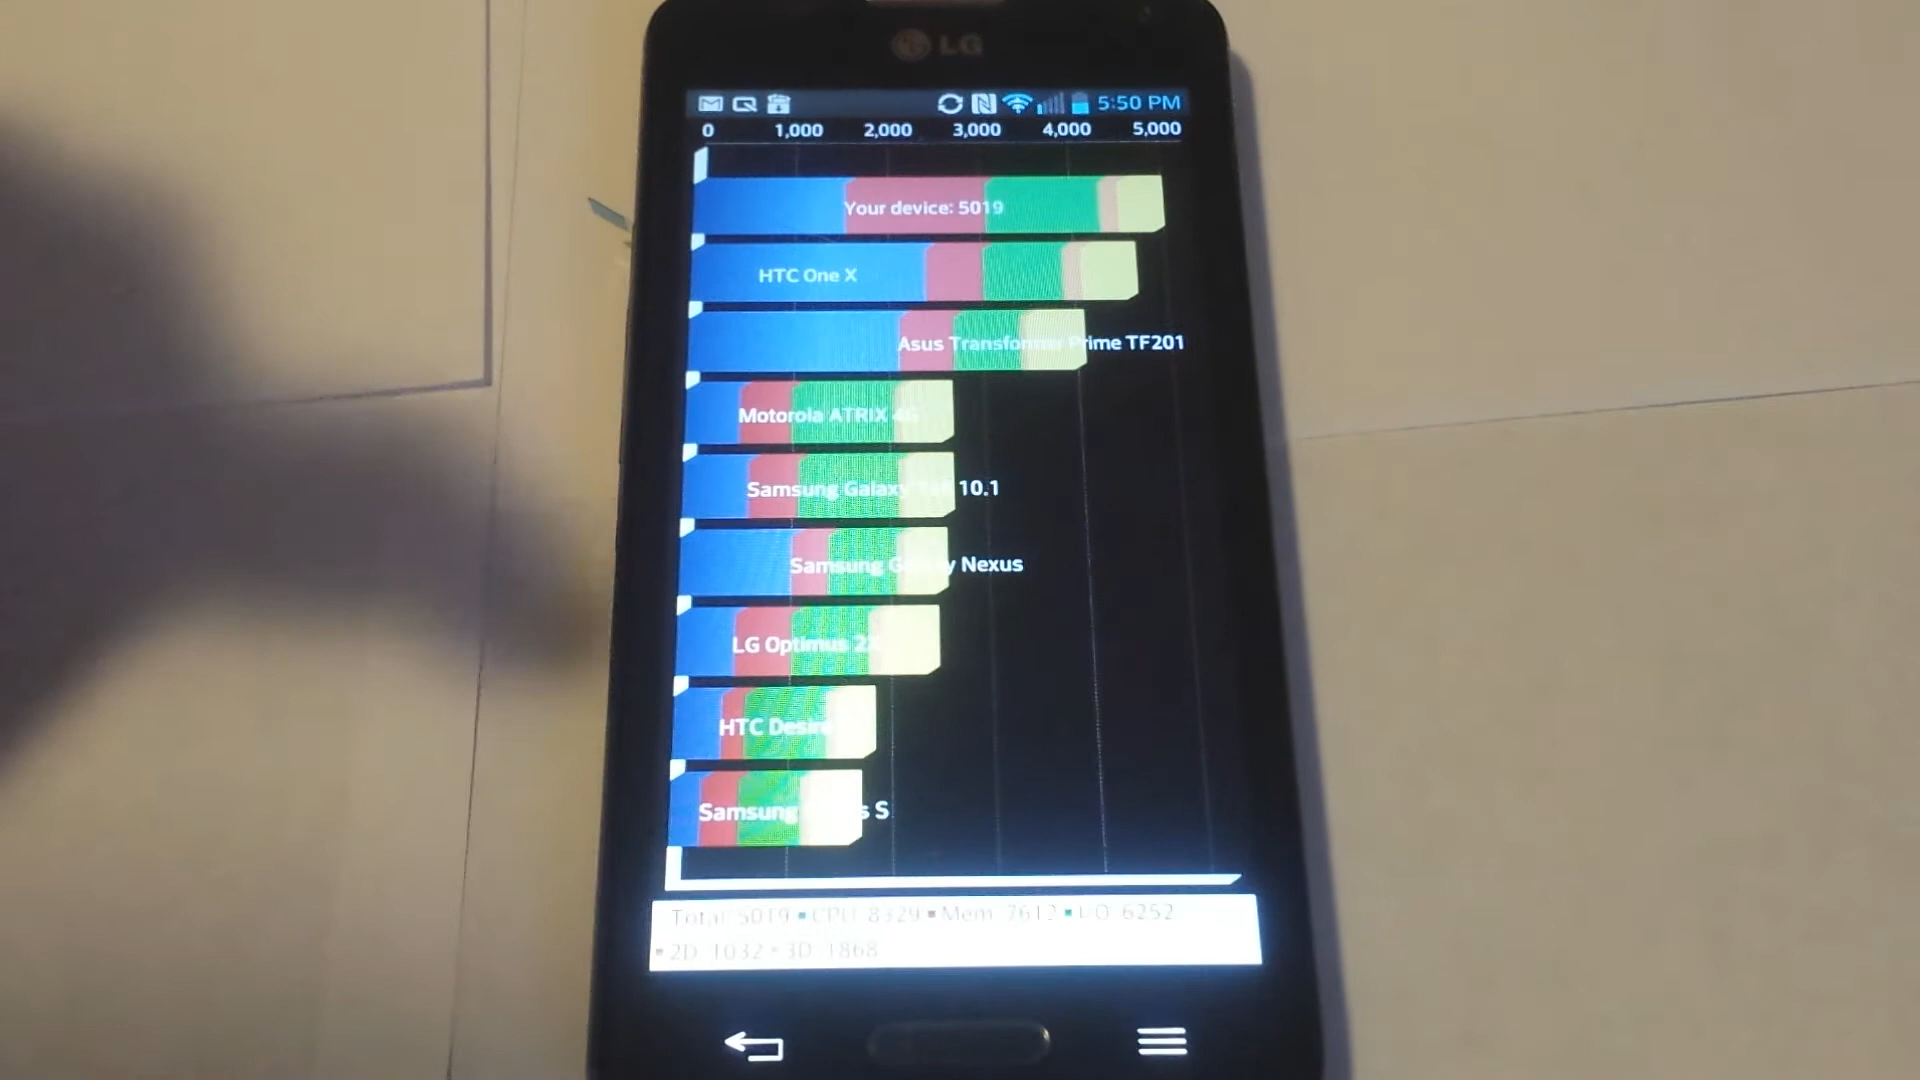 LG
5:50 PM
0 1,000 2,000 3,000 4,000 5,000
Your device: 5019
HTC One X
Asus Transformer Prime TF201
Motorola ATRIX 4G
Samsung Galaxy Tab 10.1
Samsung Galaxy Nexus
LG Optimus 2X
HTC Desire
Samsung S
Total: 5019 CPU: 8329 Mem: 7612 I/O: 6252
2D: 1032 3D: 1868